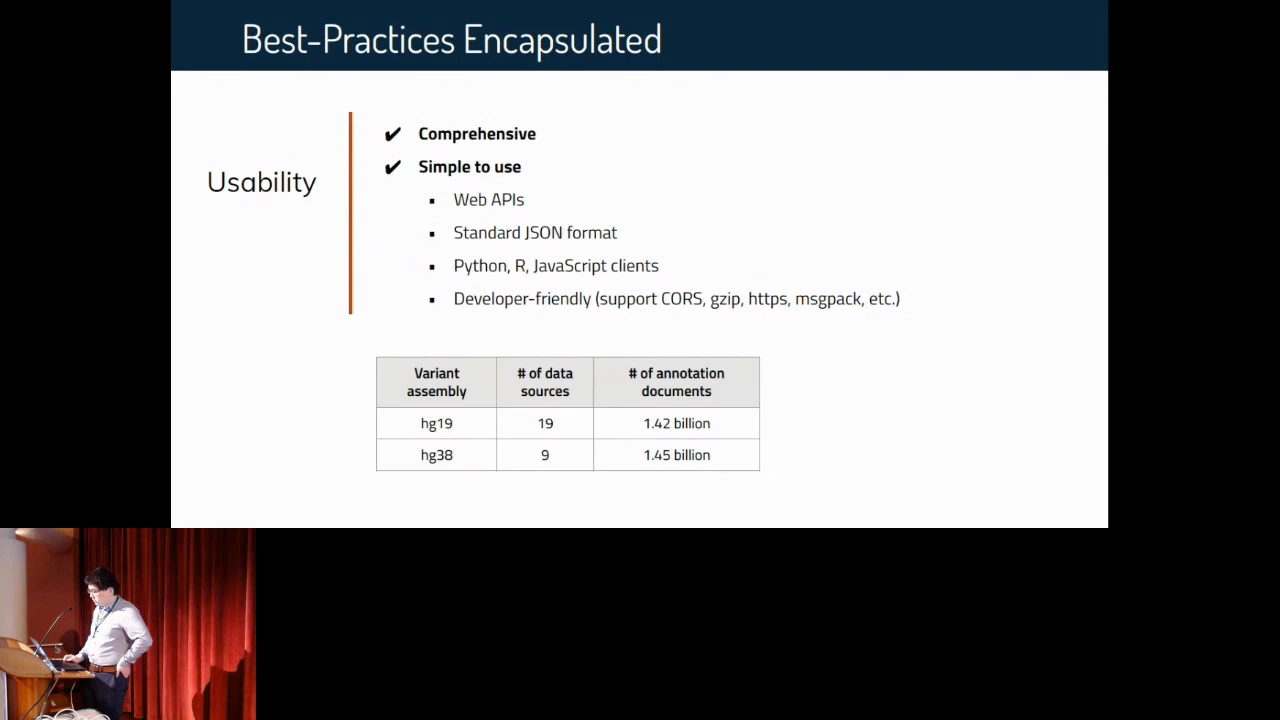 Best-Practices Encapsulated
Usability
✔ Comprehensive
✔ Simple to use
▪ Web APIs
▪ Standard JSON format
▪ Python, R, JavaScript clients
▪ Developer-friendly (support CORS, gzip, https, msgpack, etc.)
Variant assembly | # of data sources | # of annotation documents
hg19 | 19 | 1.42 billion
hg38 | 9 | 1.45 billion